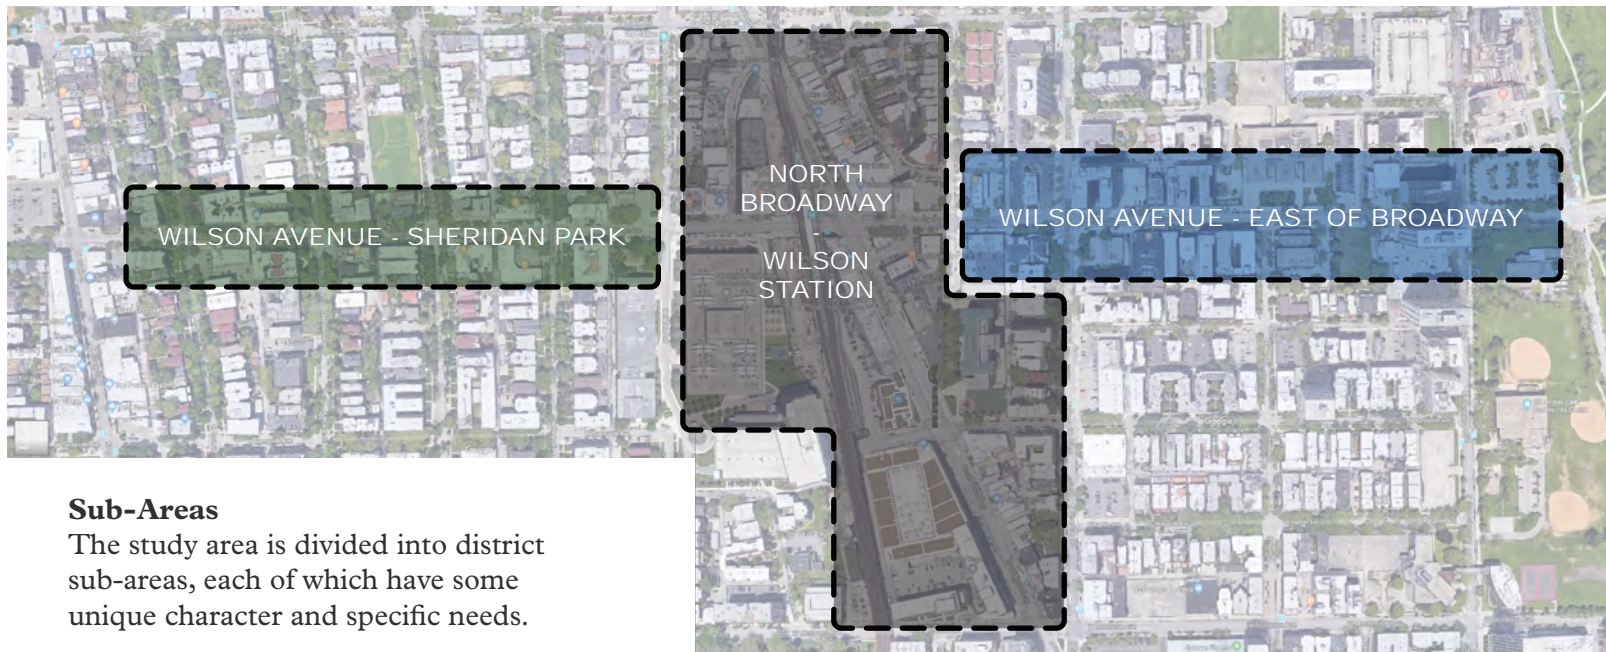 NORTH
BROADWAY
-
WILSON
STATION
WILSON AVENUE - SHERIDAN PARK
WILSON AVENUE - EAST OF BROADWAY
Sub-Areas
The study area is divided into district
sub-areas, each of which have some
unique character and specific needs.